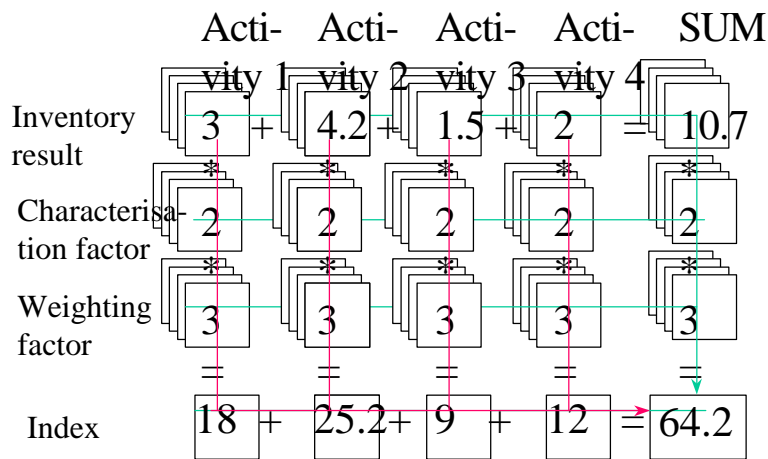 Acti- Acti- Acti- Acti- SUM
vity 1 vity 2 vity 3 vity 4
Inventory result 3 + 4.2 + 1.5 + 2 = 10.7
* * * * *
Characterisa-tion factor 2 2 2 2 2
* * * * *
Weighting factor 3 3 3 3 3
= = = = =
Index 18 + 25.2 + 9 + 12 = 64.2